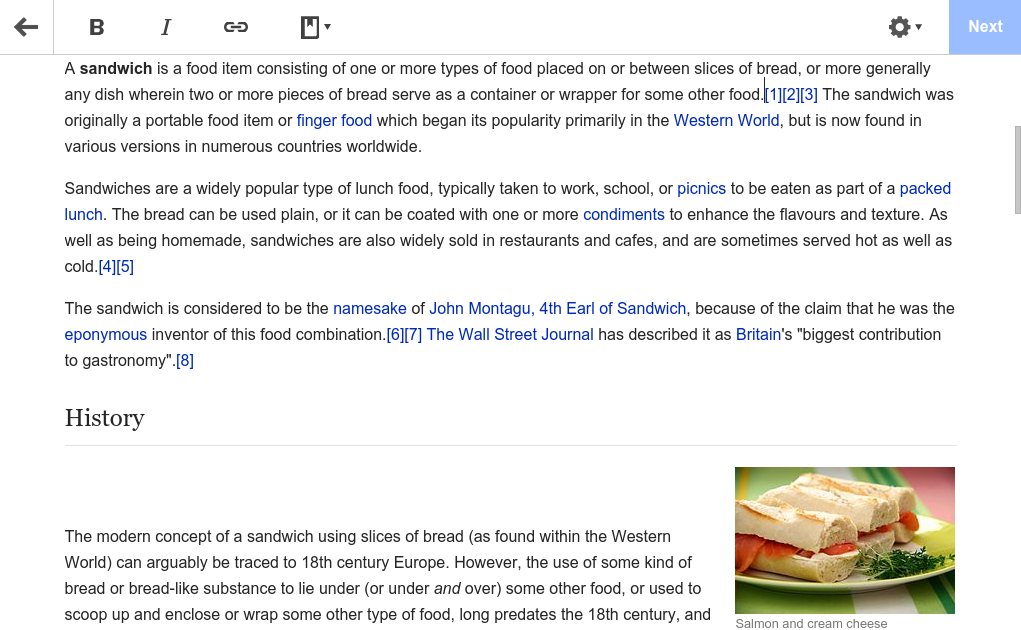 B I Next
A sandwich is a food item consisting of one or more types of food placed on or between slices of bread, or more generally
any dish wherein two or more pieces of bread serve as a container or wrapper for some other food.[1][2][3] The sandwich was
originally a portable food item or finger food which began its popularity primarily in the Western World, but is now found in
various versions in numerous countries worldwide.
Sandwiches are a widely popular type of lunch food, typically taken to work, school, or picnics to be eaten as part of a packed
lunch. The bread can be used plain, or it can be coated with one or more condiments to enhance the flavours and texture. As
well as being homemade, sandwiches are also widely sold in restaurants and cafes, and are sometimes served hot as well as
cold.[4][5]
The sandwich is considered to be the namesake of John Montagu, 4th Earl of Sandwich, because of the claim that he was the
eponymous inventor of this food combination.[6][7] The Wall Street Journal has described it as Britain's "biggest contribution
to gastronomy".[8]
History
The modern concept of a sandwich using slices of bread (as found within the Western
World) can arguably be traced to 18th century Europe. However, the use of some kind of
bread or bread-like substance to lie under (or under and over) some other food, or used to
scoop up and enclose or wrap some other type of food, long predates the 18th century, and
Salmon and cream cheese